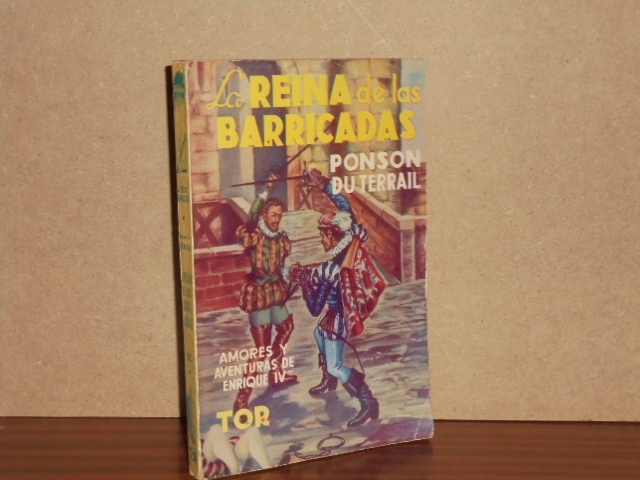 La REINA de las
BARRICADAS
PONSON
DU TERRAIL
"AMORES Y
AVENTURAS DE
ENRIQUE IV"
TOR